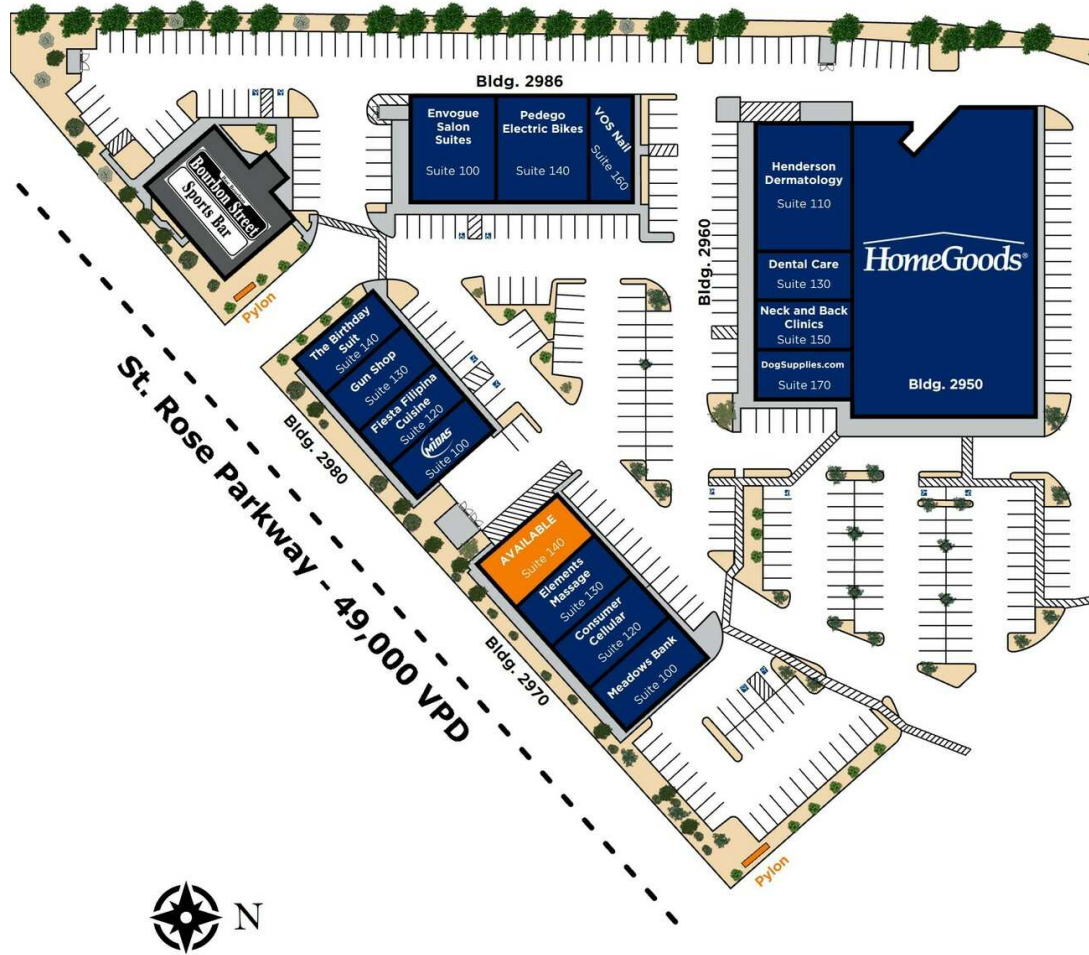 Bldg. 2986
Envogue
Salon
Suites
Suite 100
Pedego
Electric Bikes
Suite 140
VOS Nail
Suite 160
Bourbon Street
Sports Bar
Pylon
Bldg. 2960
Henderson
Dermatology
Suite 110
Dental Care
Suite 130
Neck and Back
Clinics
Suite 150
DogSupplies.com
Suite 170
HomeGoods®
Bldg. 2950
The Birthday
Suit
Suite 140
Gun Shop
Suite 130
Fiesta Filipina
Cuisine
Suite 120
MIDAS
Suite 100
Bldg. 2980
St. Rose Parkway - 49,000 VPD
AVAILABLE
Suite 140
Elements
Massage
Suite 130
Consumer
Cellular
Suite 120
Meadows Bank
Suite 100
Bldg. 2970
Pylon
N